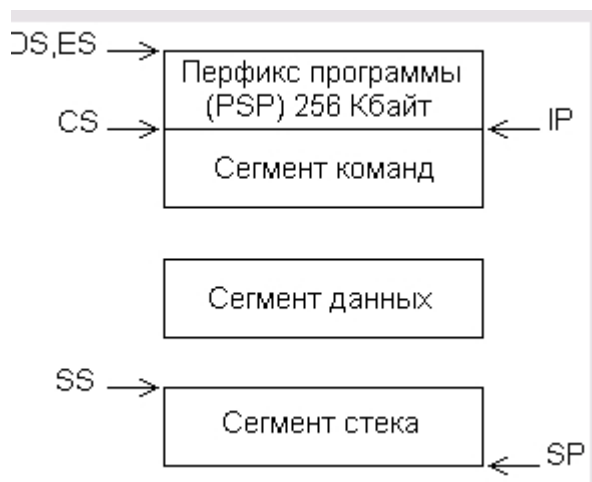 DS,ES
Перфикс программы
(PSP) 256 Кбайт
CS
IP
Сегмент команд
Сегмент данных
SS
Сегмент стека
SP